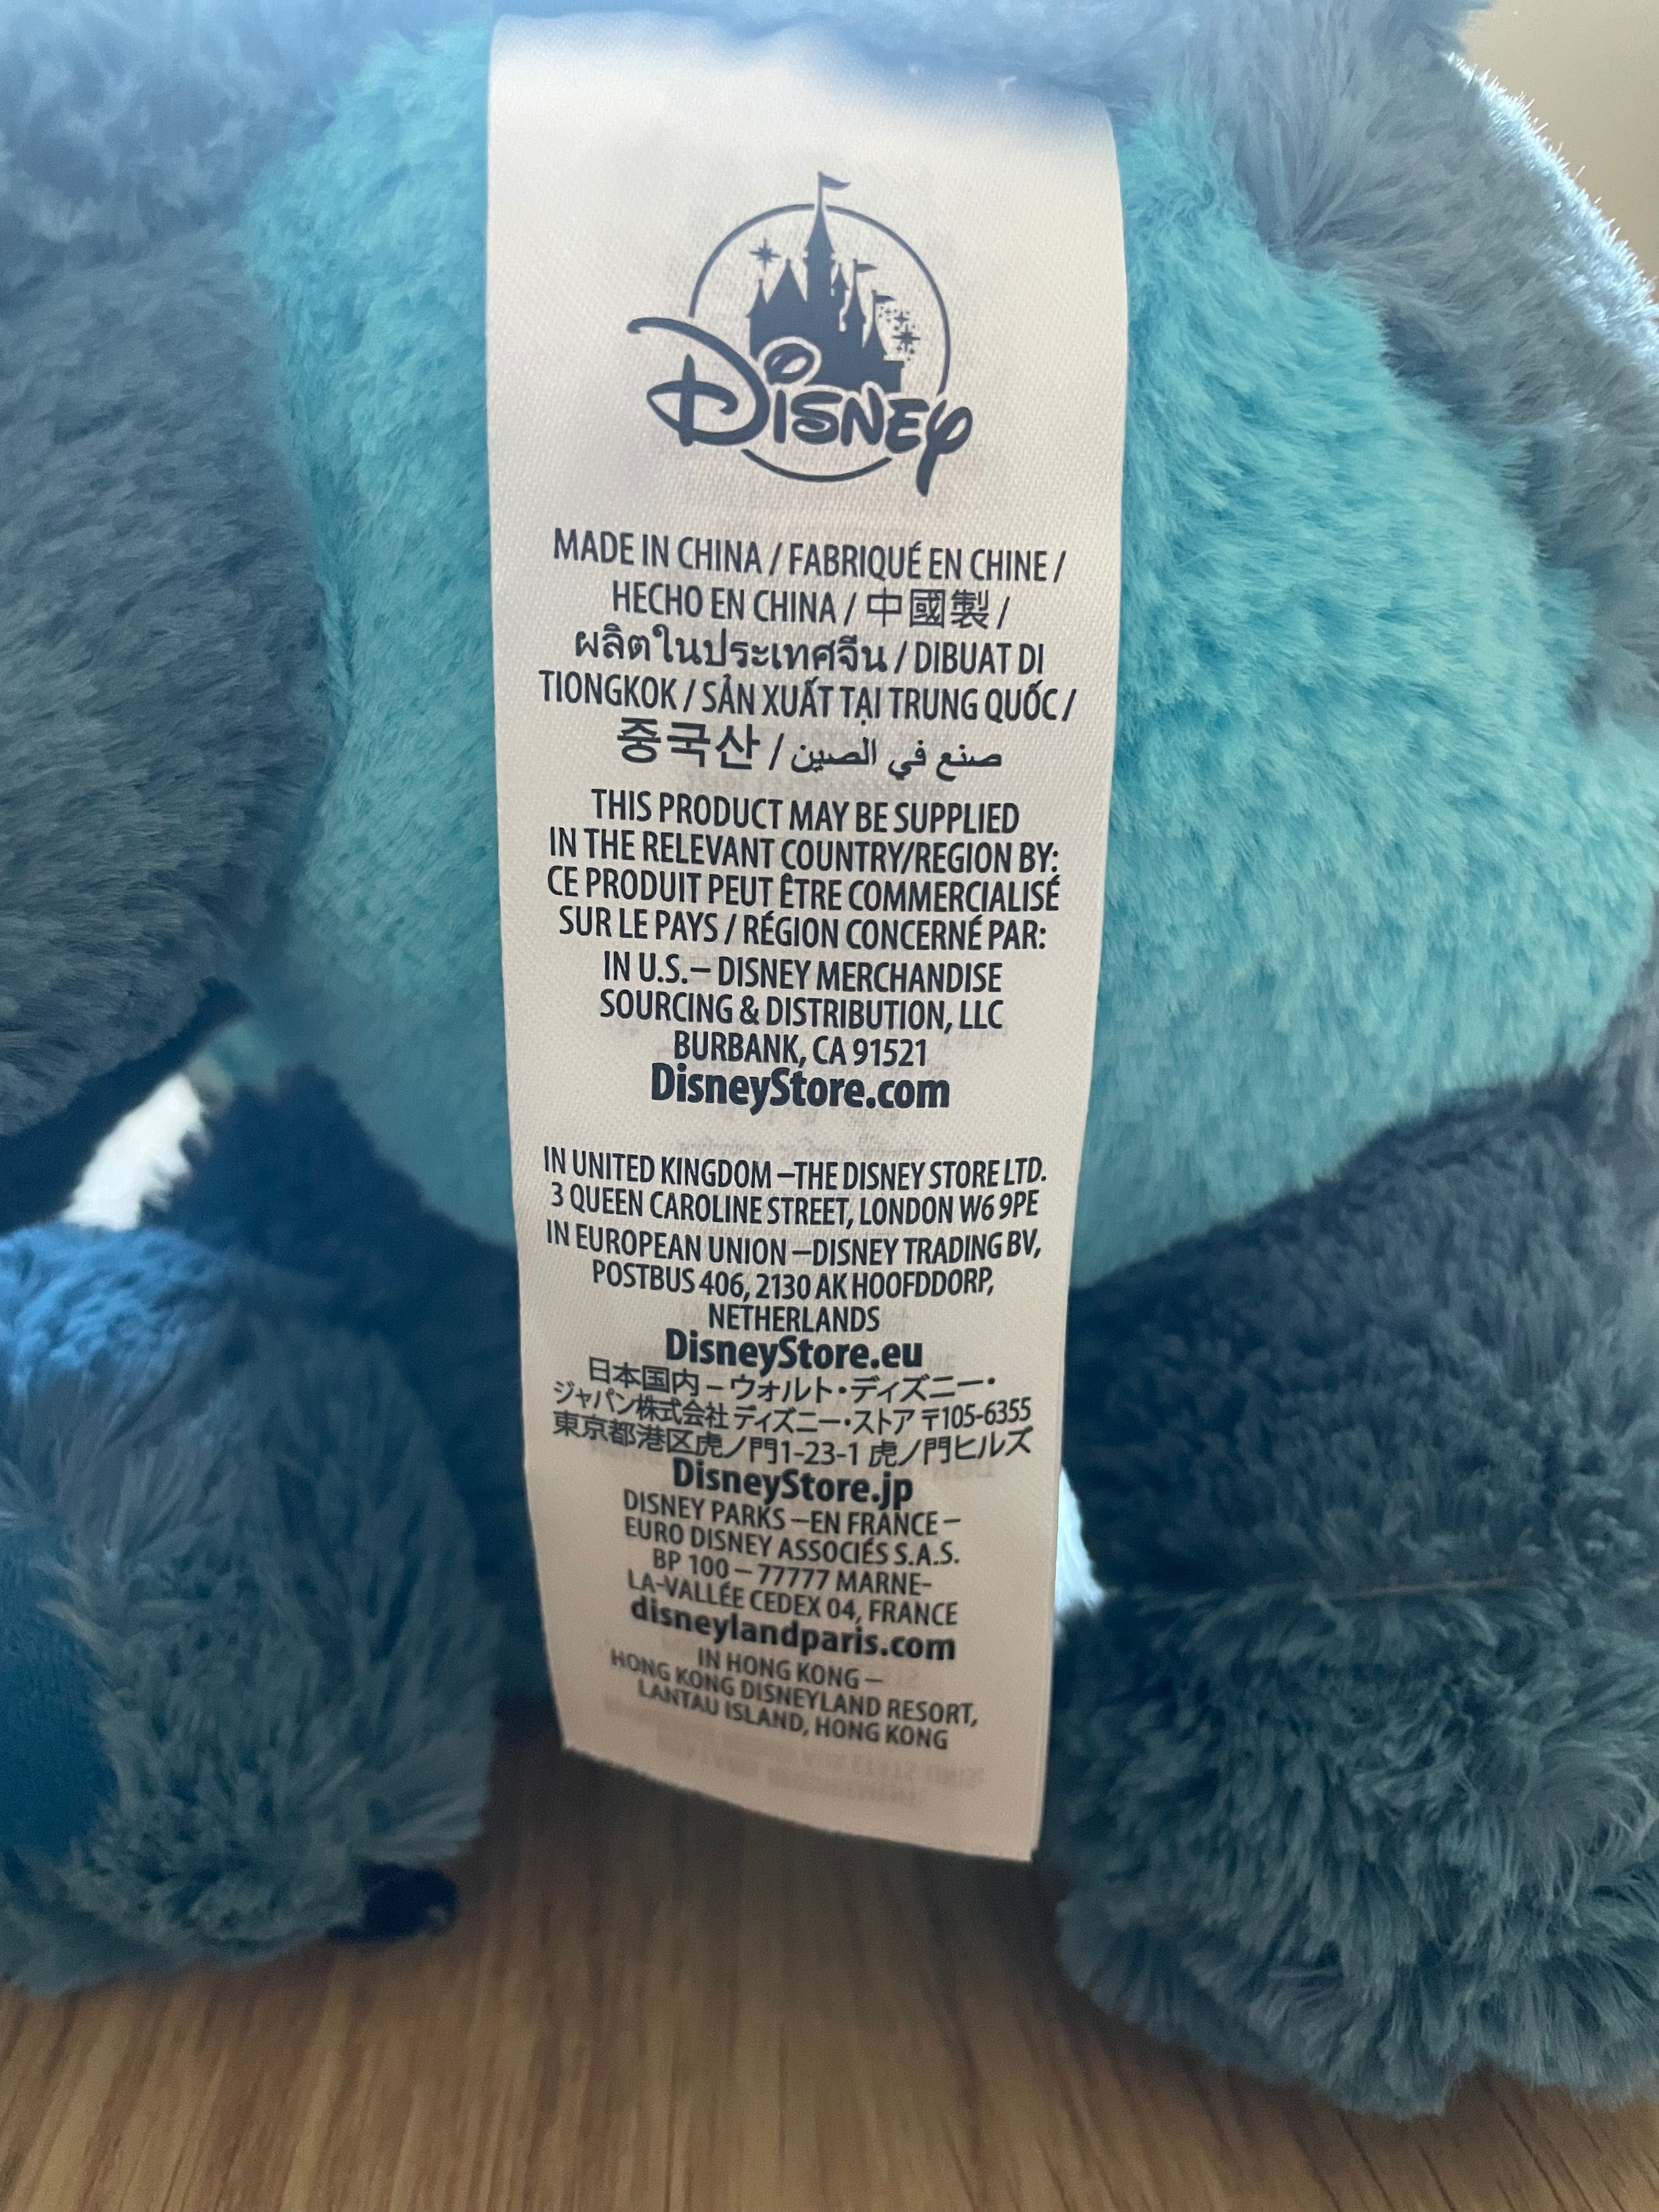 Disney
MADE IN CHINA / FABRIQUÉ EN CHINE /
HECHO EN CHINA / 中國製 /
ผลิตในประเทศจีน / DIBUAT DI
TIONGKOK / SẢN XUẤT TẠI TRUNG QUỐC /
중국산 / صنع في الصين
THIS PRODUCT MAY BE SUPPLIED
IN THE RELEVANT COUNTRY/REGION BY:
CE PRODUIT PEUT ÊTRE COMMERCIALISÉ
SUR LE PAYS / RÉGION CONCERNÉ PAR:
IN U.S.– DISNEY MERCHANDISE
SOURCING & DISTRIBUTION, LLC
BURBANK, CA 91521
DisneyStore.com
IN UNITED KINGDOM –THE DISNEY STORE LTD.
3 QUEEN CAROLINE STREET, LONDON W6 9PE
IN EUROPEAN UNION –DISNEY TRADING BV,
POSTBUS 406, 2130 AK HOOFDDORP,
NETHERLANDS
DisneyStore.eu
日本国内 – ウォルト・ディズニー・
ジャパン株式会社 ディズニー・ストア 〒105-6355
東京都港区虎ノ門1-23-1 虎ノ門ヒルズ
DisneyStore.jp
DISNEY PARKS –EN FRANCE –
EURO DISNEY ASSOCIÉS S.A.S.
BP 100 – 77777 MARNE-
LA-VALLÉE CEDEX 04, FRANCE
disneylandparis.com
IN HONG KONG –
HONG KONG DISNEYLAND RESORT,
LANTAU ISLAND, HONG KONG